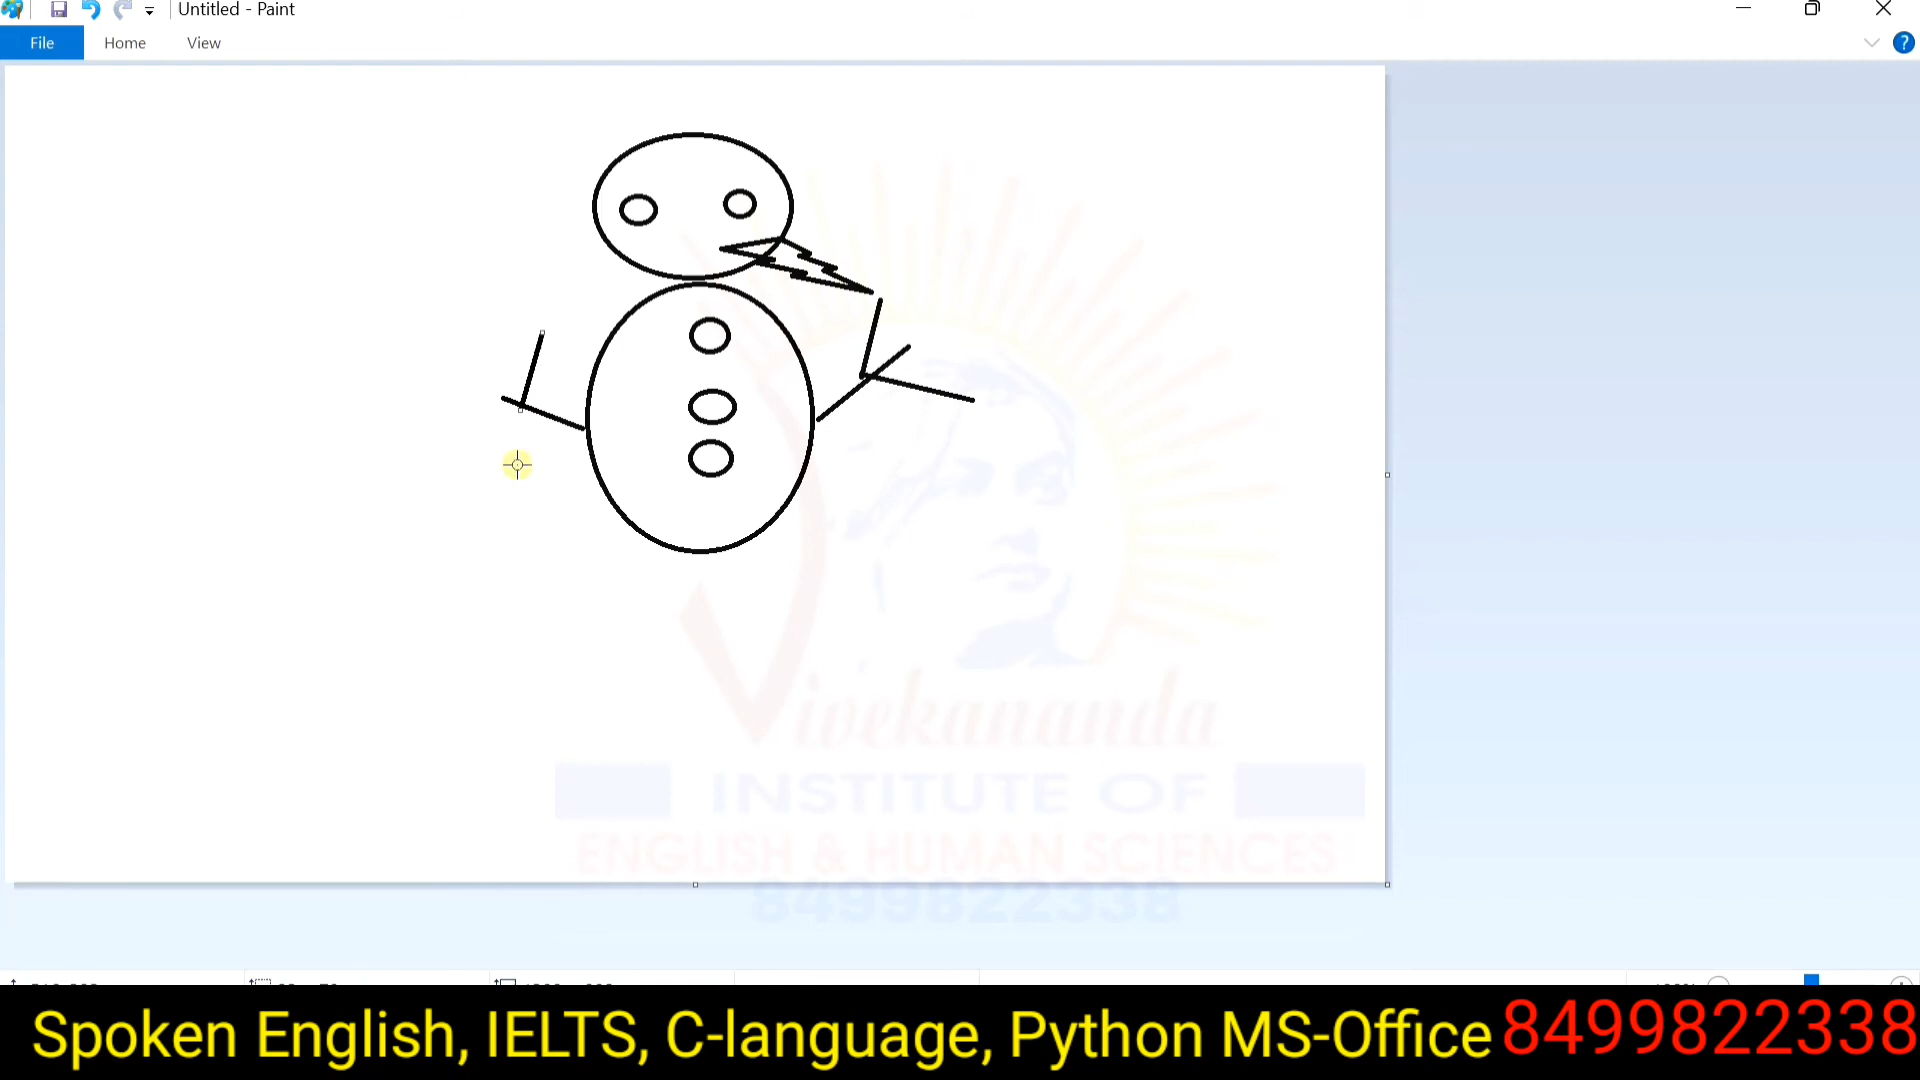 Untitled - Paint
File Home View
Vivekananda
INSTITUTE OF
ENGLISH & HUMAN SCIENCES
8499822338
Spoken English, IELTS, C-language, Python MS-Office 8499822338